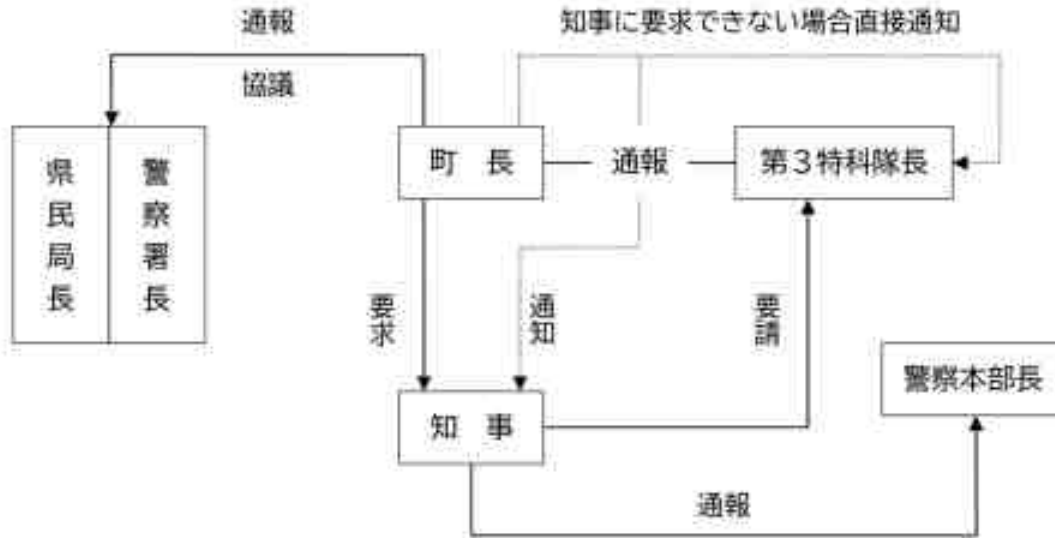 通報
知事に要求できない場合直接通知
協議
県民局長
警察署長
町 長
通報
第3特科隊長
要求
通知
要請
警察本部長
知 事
通報